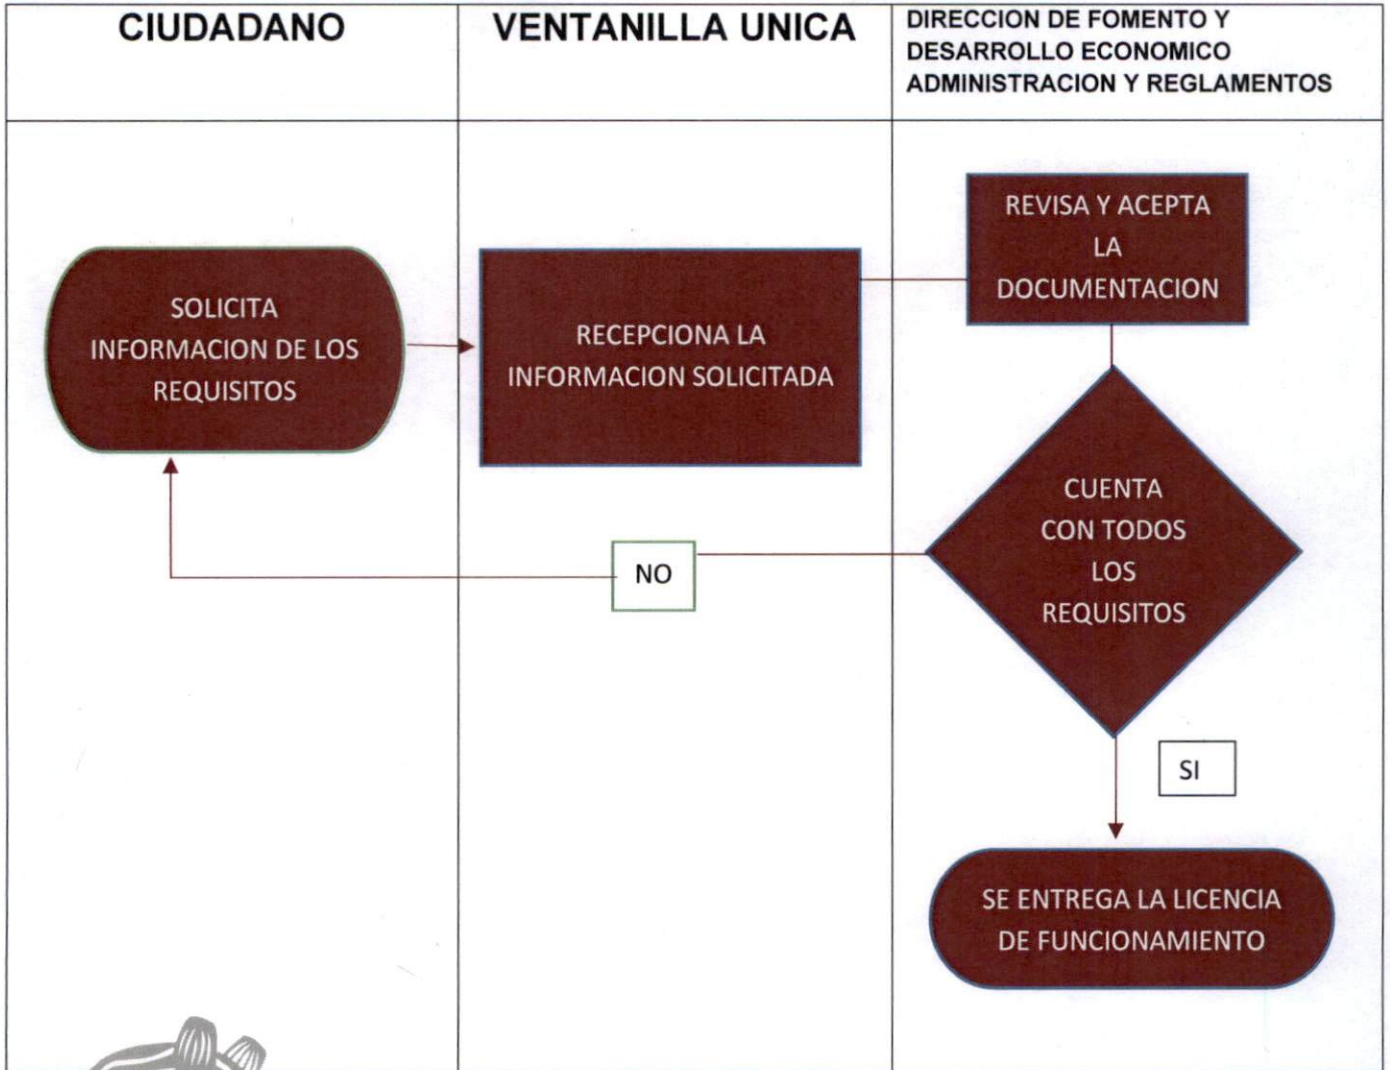 CIUDADANO
VENTANILLA UNICA
DIRECCION DE FOMENTO Y
DESARROLLO ECONOMICO
ADMINISTRACION Y REGLAMENTOS
SOLICITA
INFORMACION DE LOS
REQUISITOS
RECEPCIONA LA
INFORMACION SOLICITADA
REVISA Y ACEPTA
LA
DOCUMENTACION
CUENTA
CON TODOS
LOS
REQUISITOS
NO
SI
SE ENTREGA LA LICENCIA
DE FUNCIONAMIENTO